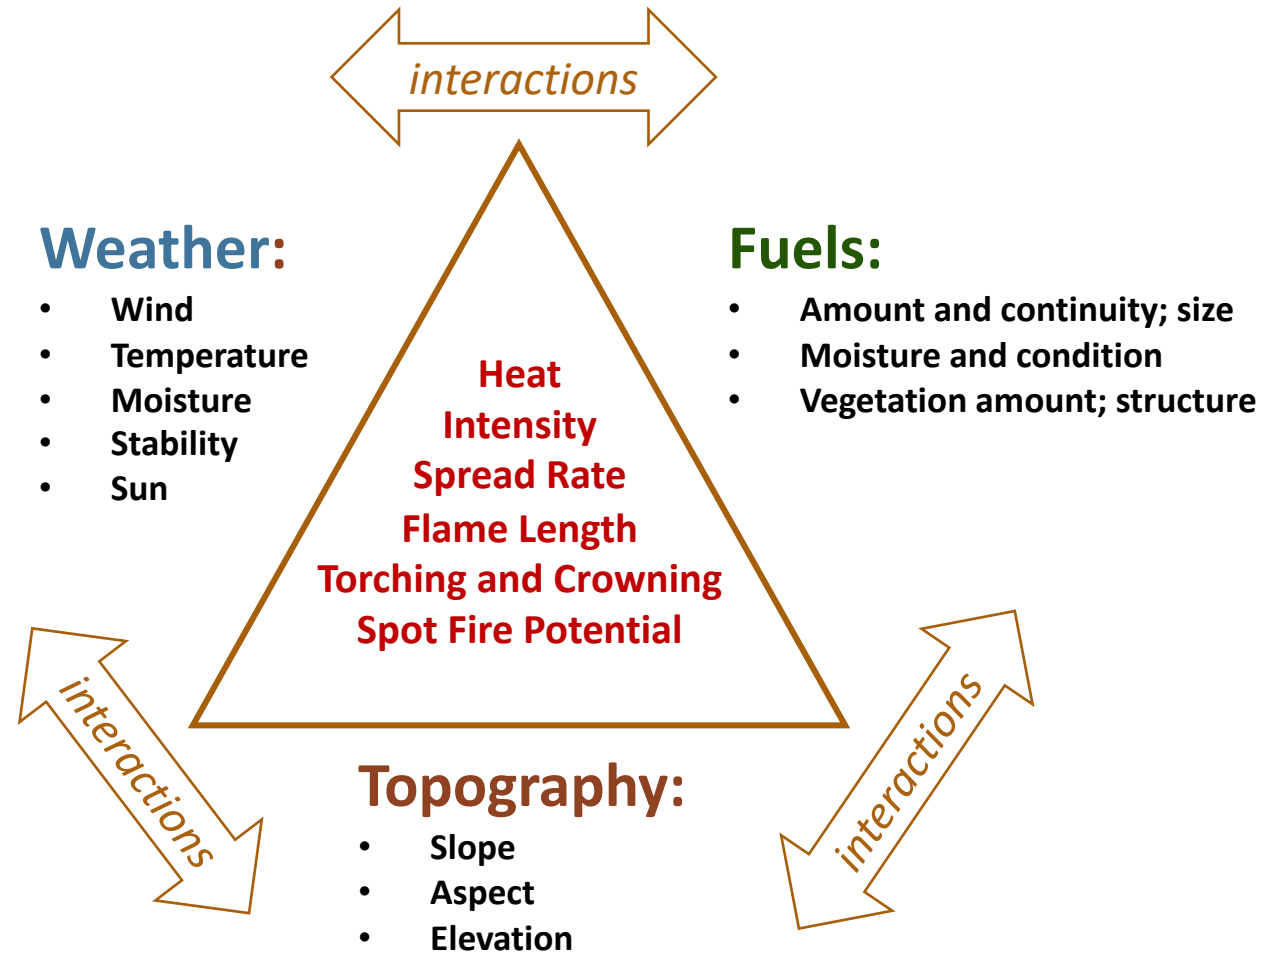 interactions
Weather:
• Wind
• Temperature
• Moisture
• Stability
• Sun
Fuels:
• Amount and continuity; size
• Moisture and condition
• Vegetation amount; structure
Heat
Intensity
Spread Rate
Flame Length
Torching and Crowning
Spot Fire Potential
interactions
interactions
Topography:
• Slope
• Aspect
• Elevation